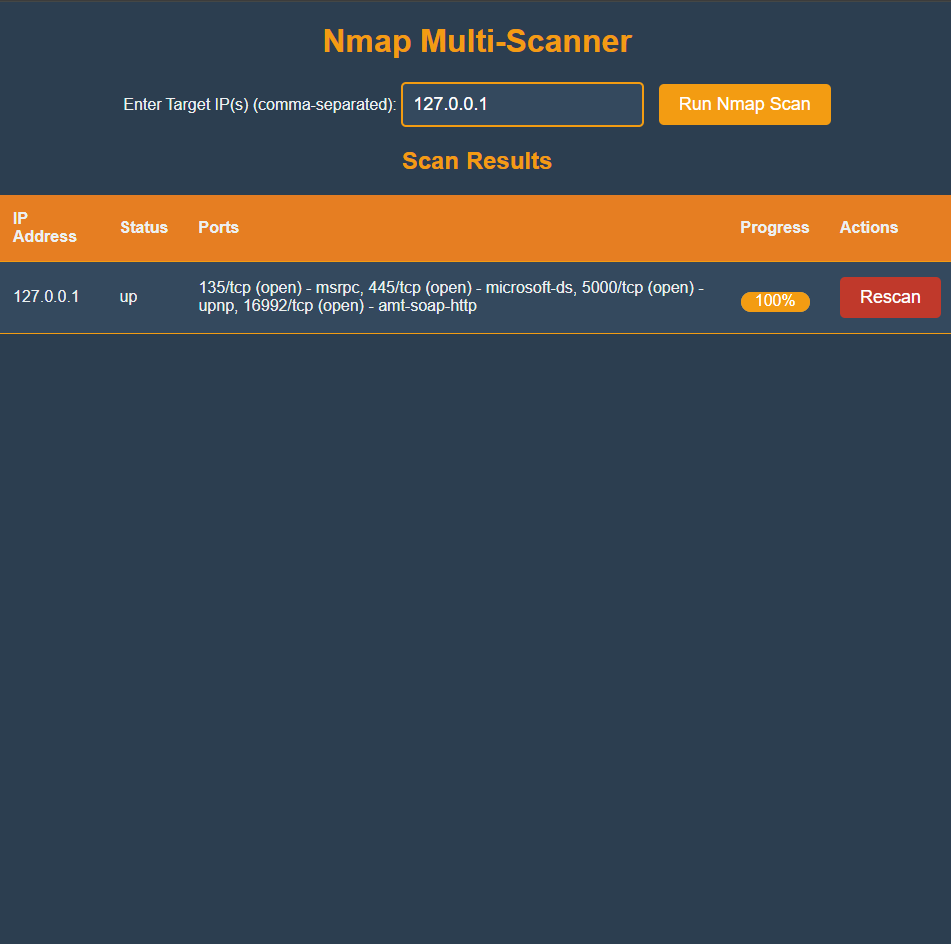 Nmap Multi-Scanner
Enter Target IP(s) (comma-separated): 127.0.0.1 Run Nmap Scan
Scan Results
IP
Address Status Ports Progress Actions
127.0.0.1 up 135/tcp (open) - msrpc, 445/tcp (open) - microsoft-ds, 5000/tcp (open) -
upnp, 16992/tcp (open) - amt-soap-http 100% Rescan